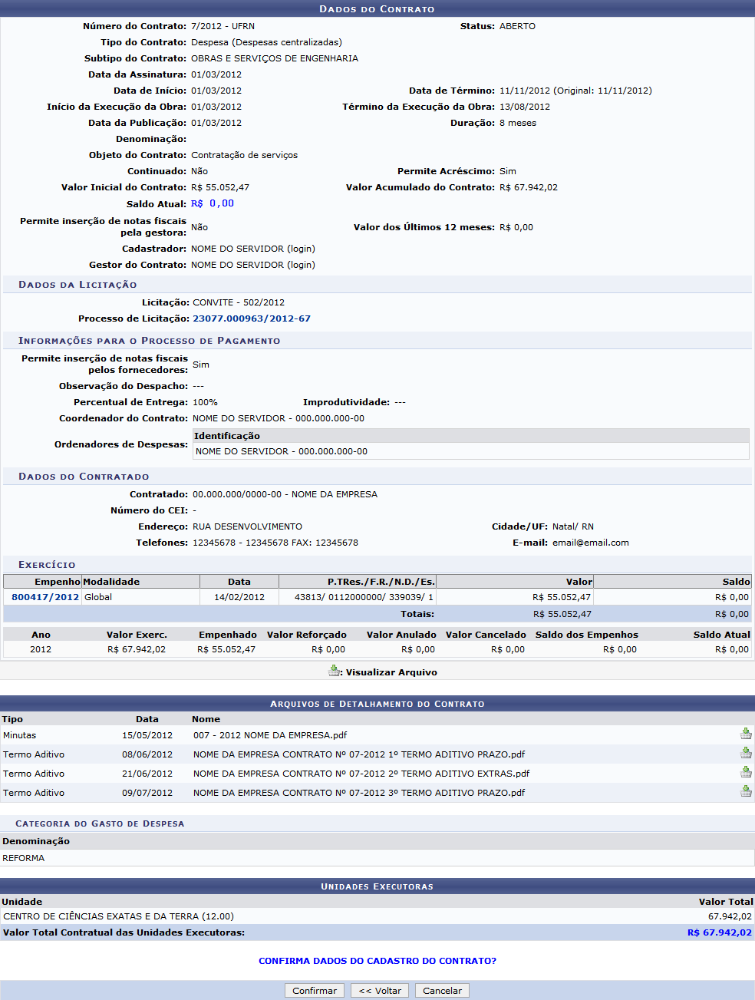 Dados do Contrato
Número do Contrato: 7/2012 - UFRN Status: ABERTO
Tipo do Contrato: Despesa (Despesas centralizadas)
Subtipo do Contrato: OBRAS E SERVIÇOS DE ENGENHARIA
Data da Assinatura: 01/03/2012
Data de Início: 01/03/2012 Data de Término: 11/11/2012 (Original: 11/11/2012)
Início da Execução da Obra: 01/03/2012 Término da Execução da Obra: 13/08/2012
Data da Publicação: 01/03/2012 Duração: 8 meses
Denominação:
Objeto do Contrato: Contratação de serviços
Continuado: Não Permite Acréscimo: Sim
Valor Inicial do Contrato: R$ 55.052,47 Valor Acumulado do Contrato: R$ 67.942,02
Saldo Atual: R$ 0,00
Permite inserção de notas fiscais
pela gestora: Não Valor dos Últimos 12 meses: R$ 0,00
Cadastrador: NOME DO SERVIDOR (login)
Gestor do Contrato: NOME DO SERVIDOR (login)
Dados da Licitação
Licitação: CONVITE - 502/2012
Processo de Licitação: 23077.000963/2012-67
Informações para o Processo de Pagamento
Permite inserção de notas fiscais
pelos fornecedores: Sim
Observação do Despacho: ---
Percentual de Entrega: 100% Improdutividade: ---
Coordenador do Contrato: NOME DO SERVIDOR - 000.000.000-00
Ordenadores de Despesas: Identificação
NOME DO SERVIDOR - 000.000.000-00
Dados do Contratado
Contratado: 00.000.000/0000-00 - NOME DA EMPRESA
Número do CEI: -
Endereço: RUA DESENVOLVIMENTO Cidade/UF: Natal/ RN
Telefones: 12345678 - 12345678 FAX: 12345678 E-mail: email@email.com
Exercício
Empenho Modalidade Data P.TRes./F.R./N.D./Es. Valor Saldo
800417/2012 Global 14/02/2012 43813/ 0112000000/ 339039/ 1 R$ 55.052,47 R$ 0,00
Totais: R$ 55.052,47 R$ 0,00
Ano Valor Exerc. Empenhado Valor Reforçado Valor Anulado Valor Cancelado Saldo dos Empenhos Saldo Atual
2012 R$ 67.942,02 R$ 55.052,47 R$ 0,00 R$ 0,00 R$ 0,00 R$ 0,00 R$ 0,00
: Visualizar Arquivo
Arquivos de Detalhamento do Contrato
Tipo Data Nome
Minutas 15/05/2012 007 - 2012 NOME DA EMPRESA.pdf
Termo Aditivo 08/06/2012 NOME DA EMPRESA CONTRATO Nº 07-2012 1º TERMO ADITIVO PRAZO.pdf
Termo Aditivo 21/06/2012 NOME DA EMPRESA CONTRATO Nº 07-2012 2º TERMO ADITIVO EXTRAS.pdf
Termo Aditivo 09/07/2012 NOME DA EMPRESA CONTRATO Nº 07-2012 3º TERMO ADITIVO PRAZO.pdf
Categoria do Gasto de Despesa
Denominação
REFORMA
Unidades Executoras
Unidade Valor Total
CENTRO DE CIÊNCIAS EXATAS E DA TERRA (12.00) 67.942,02
Valor Total Contratual das Unidades Executoras: R$ 67.942,02
CONFIRMA DADOS DO CADASTRO DO CONTRATO?
Confirmar << Voltar Cancelar